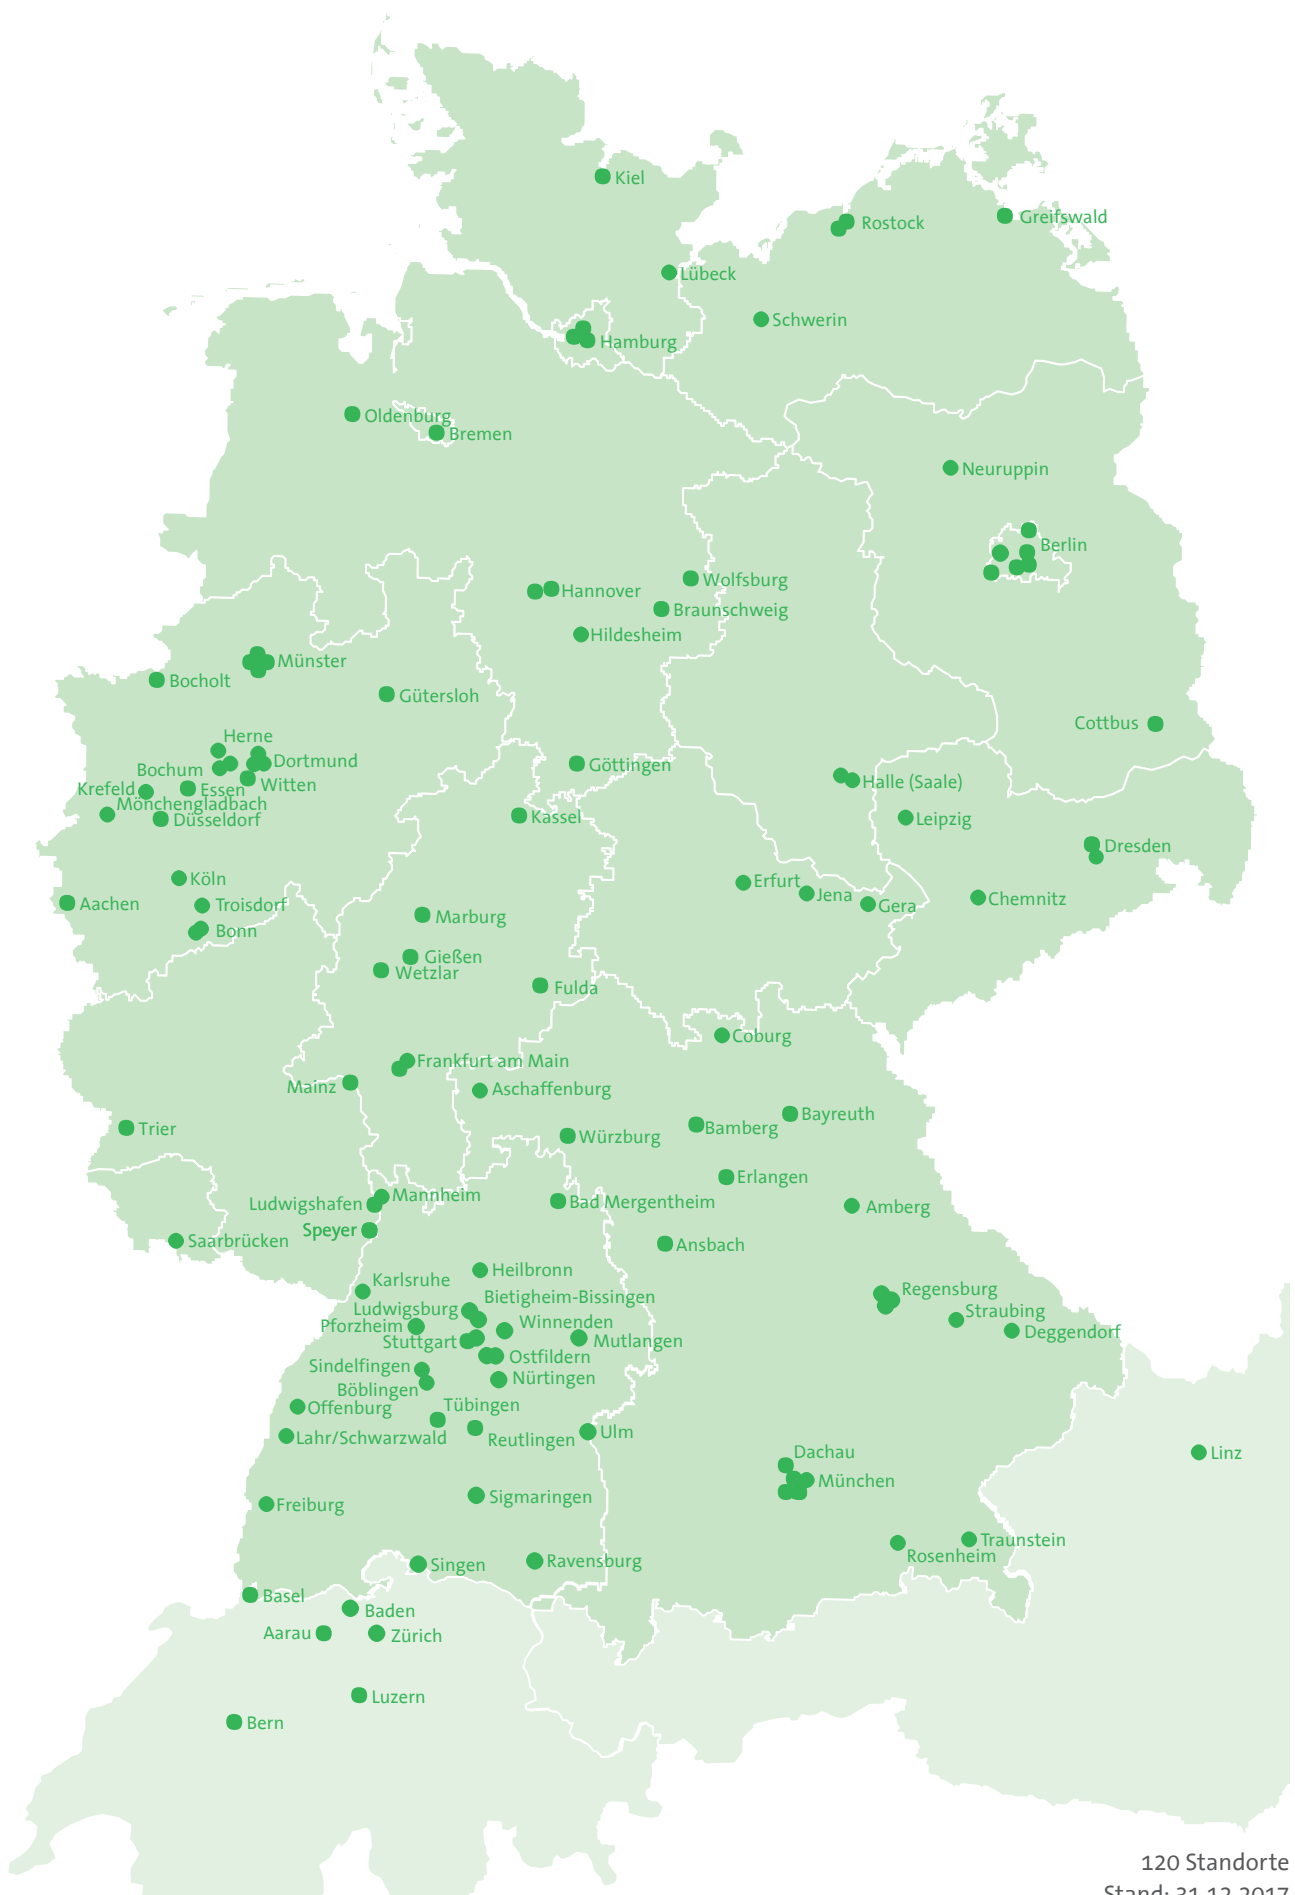 Kiel
Greifswald
Rostock
Lübeck
Schwerin
Hamburg
Oldenburg
Bremen
Neuruppin
Berlin
Wolfsburg
Hannover
Braunschweig
Hildesheim
Münster
Bocholt
Gütersloh
Cottbus
Herne
Dortmund
Göttingen
Bochum
Halle (Saale)
Witten
Krefeld
Essen
Mönchengladbach
Düsseldorf
Kassel
Leipzig
Dresden
Köln
Erfurt
Jena
Chemnitz
Aachen
Troisdorf
Gera
Marburg
Bonn
Gießen
Wetzlar
Fulda
Coburg
Frankfurt am Main
Mainz
Aschaffenburg
Bayreuth
Trier
Bamberg
Würzburg
Erlangen
Mannheim
Ludwigshafen
Bad Mergentheim
Amberg
Speyer
Saarbrücken
Ansbach
Heilbronn
Karlsruhe
Regensburg
Bietigheim-Bissingen
Ludwigsburg
Straubing
Pforzheim
Winnenden
Deggendorf
Stuttgart
Mutlangen
Ostfildern
Sindelfingen
Nürtingen
Böblingen
Offenburg
Tübingen
Ulm
Lahr/Schwarzwald
Reutlingen
Dachau
Linz
München
Sigmaringen
Freiburg
Traunstein
Rosenheim
Singen
Ravensburg
Basel
Baden
Aarau
Zürich
Luzern
Bern
120 Standorte
Stand: 31.12.2017